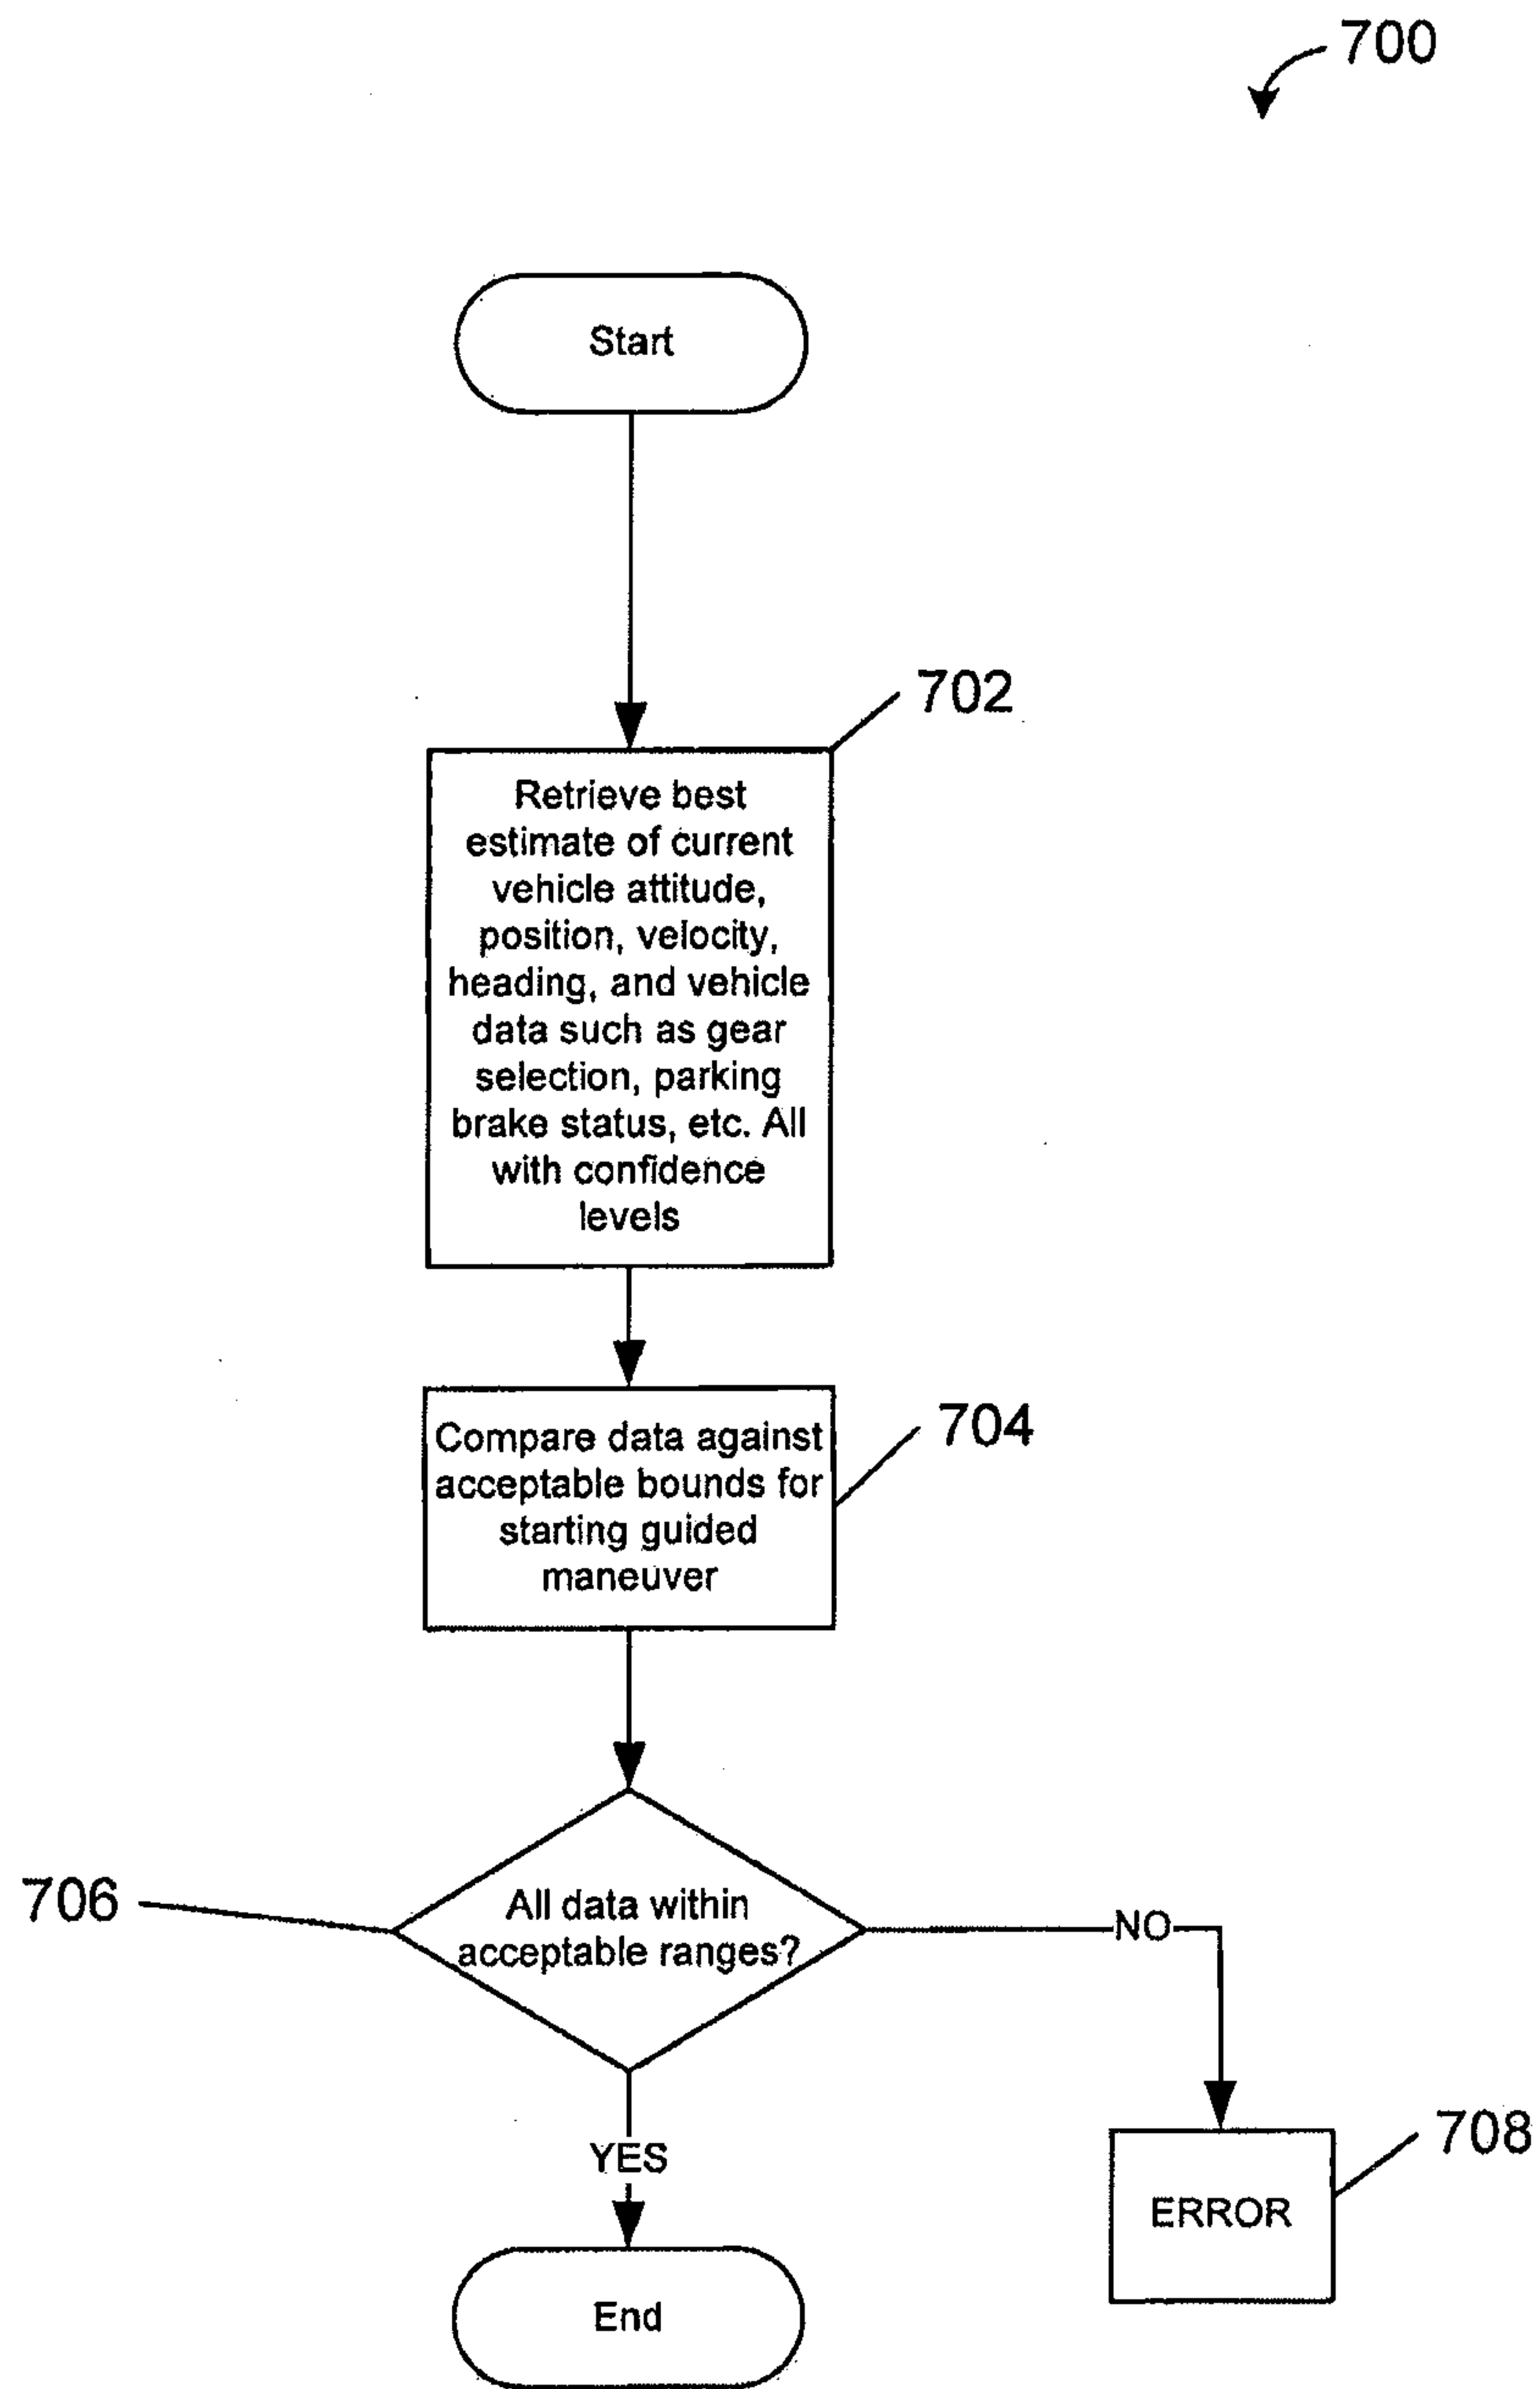 700
Start
702
Retrieve best
estimate of current
vehicle attitude,
position, velocity,
heading, and vehicle
data such as gear
selection, parking
brake status, etc. All
with confidence
levels
704
Compare data against
acceptable bounds for
starting guided
maneuver
706
All data within
acceptable ranges?
NO
YES
708
ERROR
End